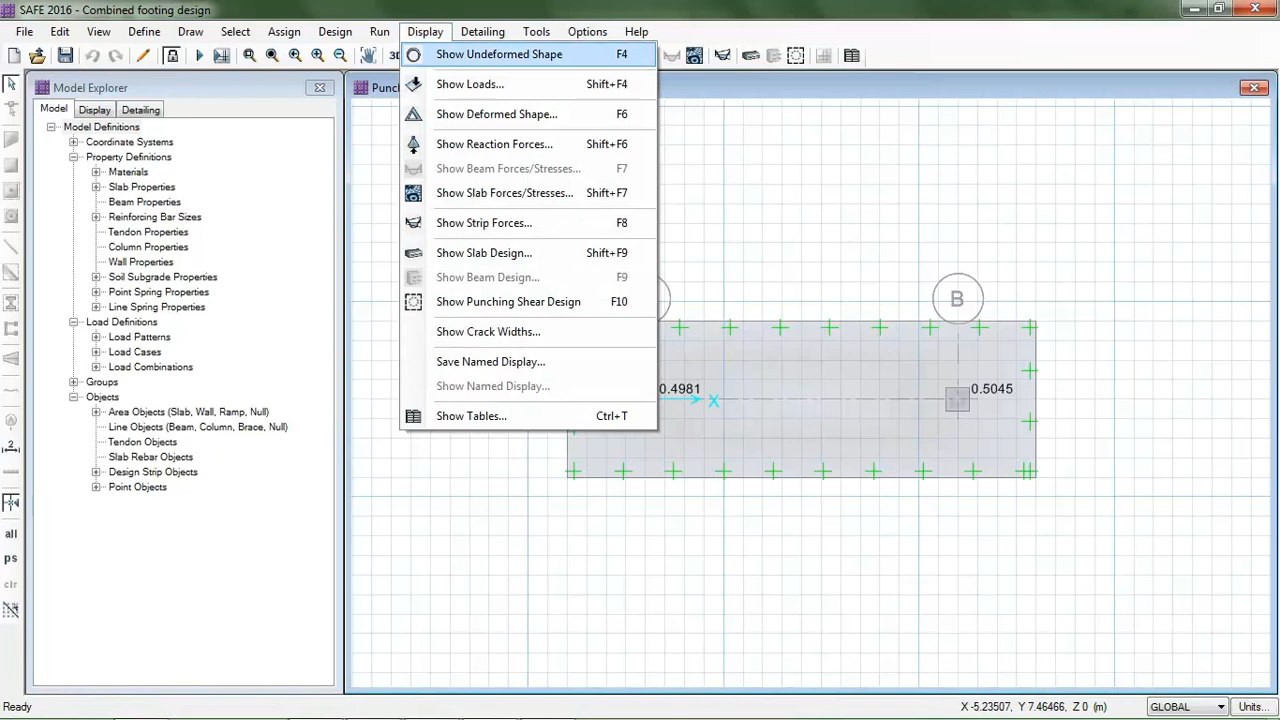 SAFE 2016 - Combined footing design
File Edit View Define Draw Select Assign Design Run Display Detailing Tools Options Help
Show Undeformed Shape F4
Show Loads... Shift+F4
Show Deformed Shape... F6
Show Reaction Forces... Shift+F6
Show Beam Forces/Stresses... F7
Show Slab Forces/Stresses... Shift+F7
Show Strip Forces... F8
Show Slab Design... Shift+F9
Show Beam Design... F9
Show Punching Shear Design F10
Show Crack Widths...
Save Named Display...
Show Named Display...
Show Tables... Ctrl+T
Model Explorer
Model Display Detailing
Model Definitions
Coordinate Systems
Property Definitions
Materials
Slab Properties
Beam Properties
Reinforcing Bar Sizes
Tendon Properties
Column Properties
Wall Properties
Soil Subgrade Properties
Point Spring Properties
Line Spring Properties
Load Definitions
Load Patterns
Load Cases
Load Combinations
Groups
Objects
Area Objects (Slab, Wall, Ramp, Null)
Line Objects (Beam, Column, Brace, Null)
Tendon Objects
Slab Rebar Objects
Design Strip Objects
Point Objects
all
ps
clr
3D
Punc
B
0.4981
X
0.5045
Ready
X -5.23507, Y 7.46466, Z 0 (m)
GLOBAL
Units...